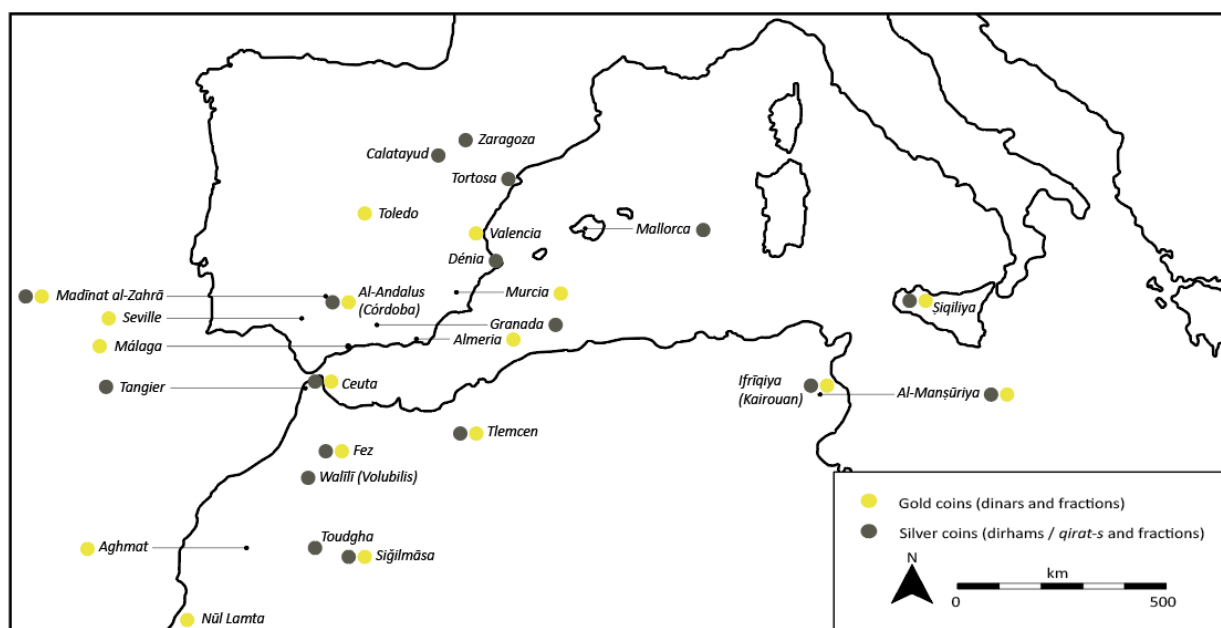 Zaragoza
Calatayud
Tortosa
Toledo
Valencia
Mallorca
Dénia
Madīnat al-Zahrā
Al-Andalus
(Córdoba)
Murcia
Ṣiqiliya
Seville
Granada
Almeria
Málaga
Tangier
Ceuta
Ifrīqiya
(Kairouan)
Al-Manṣūriya
Tlemcen
Fez
Walīlī (Volubilis)
Toudgha
Aghmat
Siğilmāsa
Nūl Lamta
Gold coins (dinars and fractions)
Silver coins (dirhams / qirat-s and fractions)
N
km
0
500